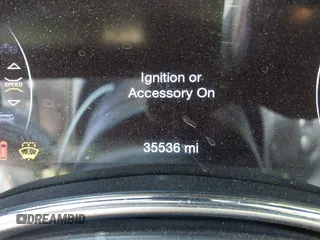 SPEED
Ignition or
Accessory On
35536 mi
DREAMBID